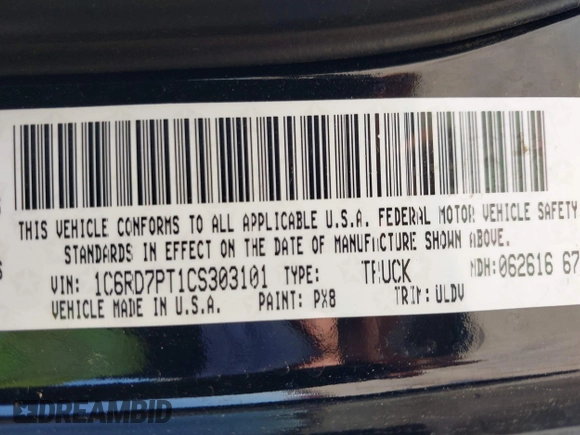 THIS VEHICLE CONFORMS TO ALL APPLICABLE U.S.A. FEDERAL MOTOR VEHICLE SAFETY
STANDARDS IN EFFECT ON THE DATE OF MANUFACTURE SHOWN ABOVE.
VIN: 1C6RD7PT1CS303101 TYPE: TRUCK MDH:062616 67
VEHICLE MADE IN U.S.A. PAINT: PX8 TRIM: ULDV
DREAMBID